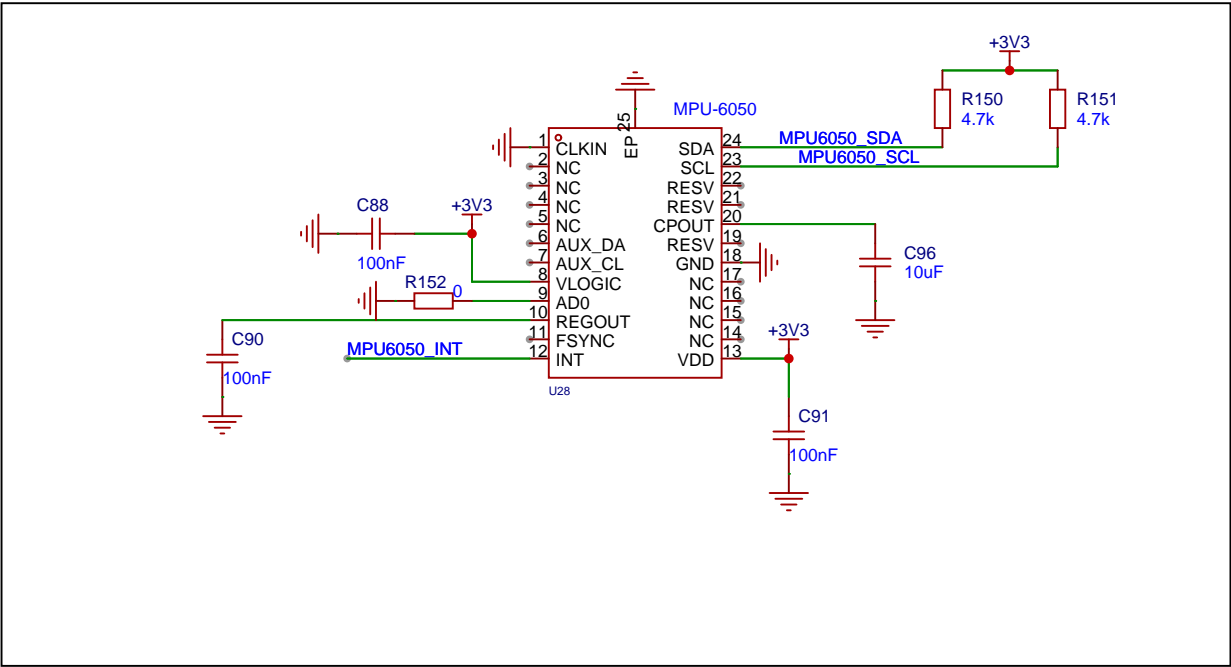 +3V3
R150
4.7k
R151
4.7k
MPU-6050
25
EP
1
CLKIN
2
NC
3
NC
4
NC
5
NC
6
AUX_DA
7
AUX_CL
8
VLOGIC
9
AD0
10
REGOUT
11
FSYNC
12
INT
24
SDA
MPU6050_SDA
23
SCL
MPU6050_SCL
22
RESV
21
RESV
20
CPOUT
19
RESV
18
GND
17
NC
16
NC
15
NC
14
NC
13
VDD
C88
100nF
+3V3
R152
0
C90
100nF
MPU6050_INT
U28
C96
10uF
+3V3
C91
100nF